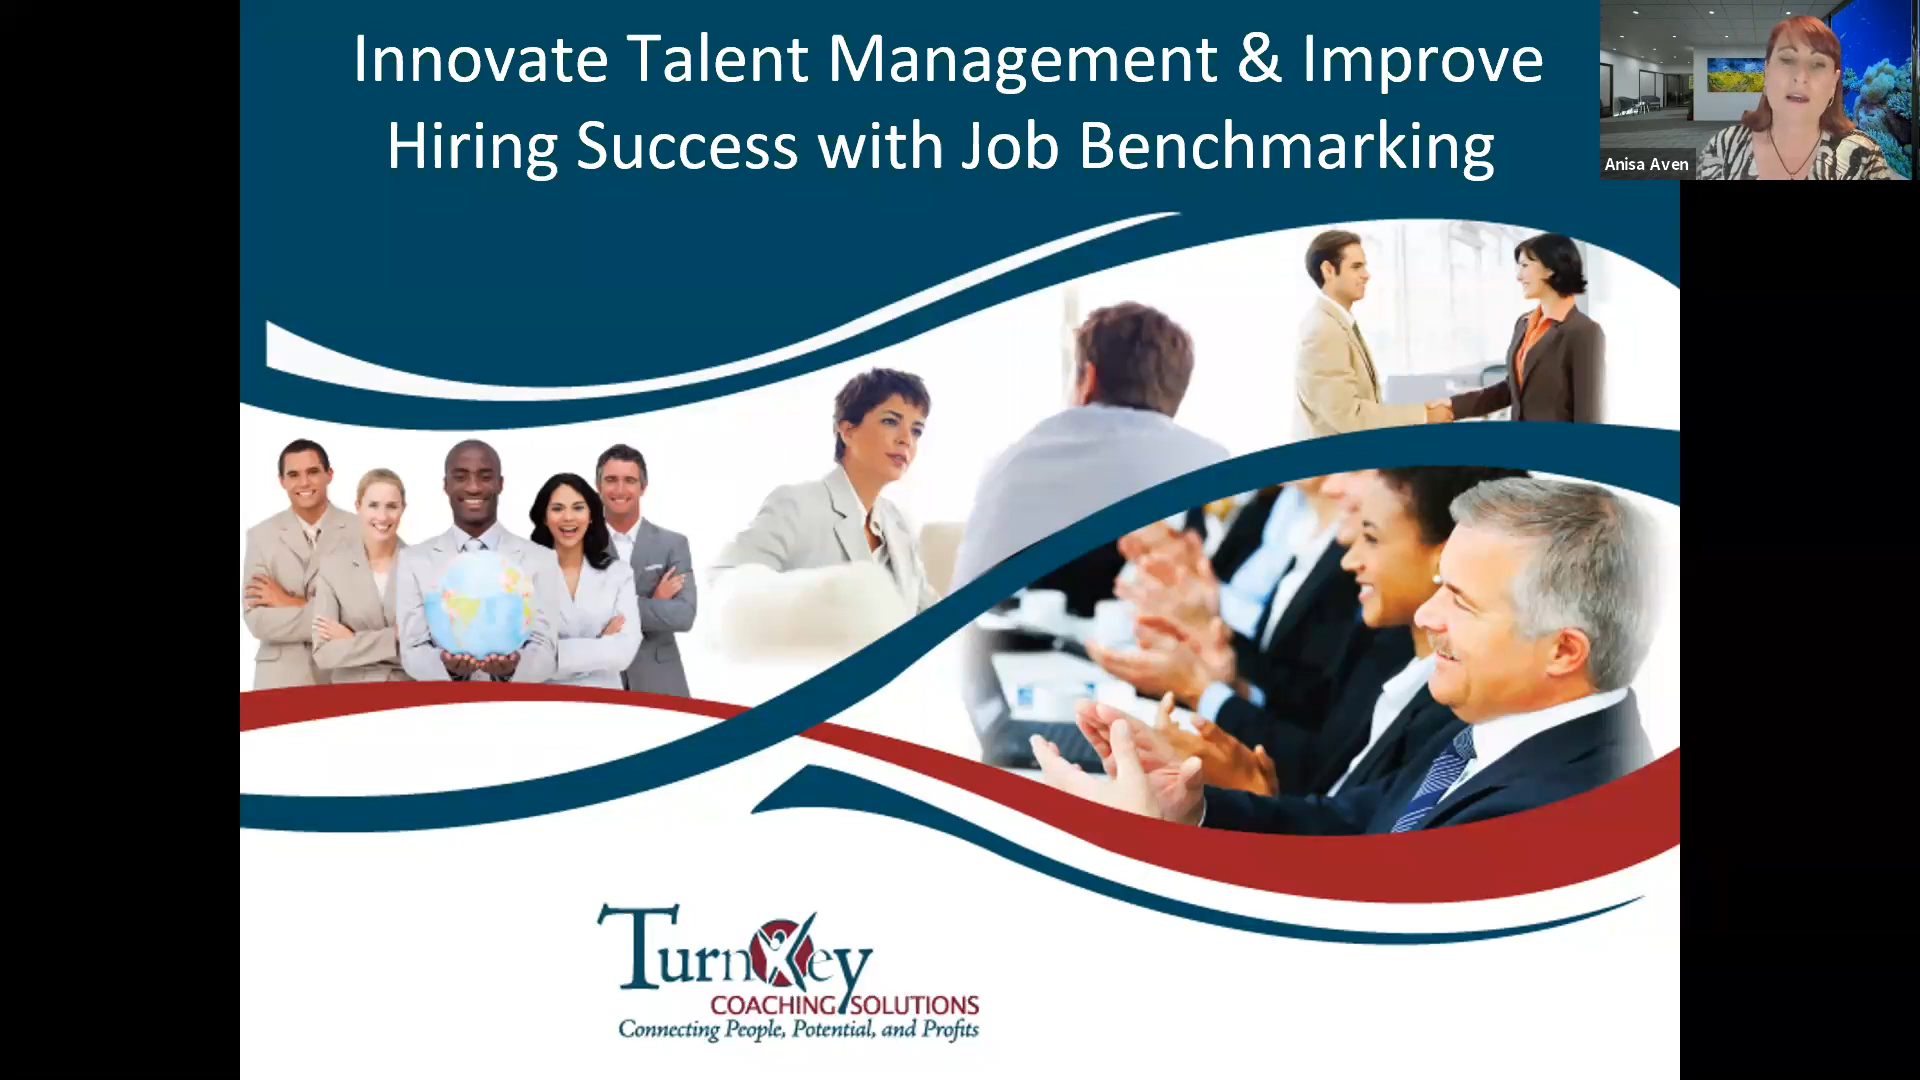 Innovate Talent Management & Improve
Hiring Success with Job Benchmarking
Anisa Aven
TurnKey
COACHING SOLUTIONS
Connecting People, Potential, and Profits